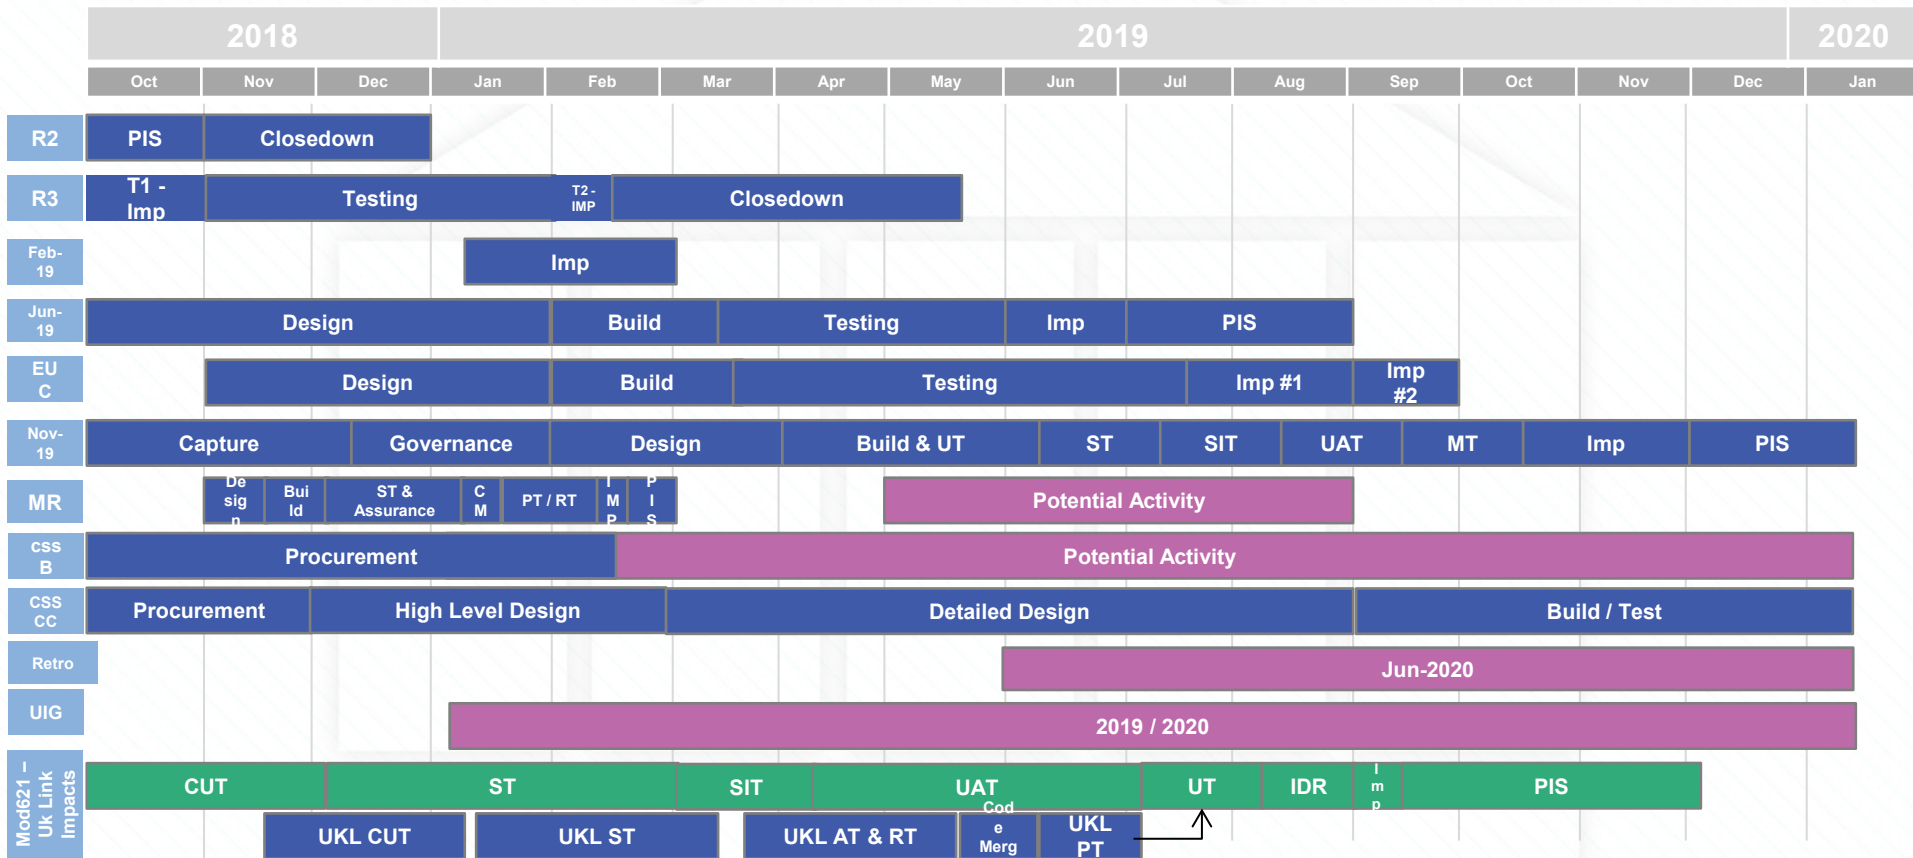 2018 2019 2020
Oct Nov Dec Jan Feb Mar Apr May Jun Jul Aug Sep Oct Nov Dec Jan
R2 PIS Closedown
R3
T1 -
Imp
Testing
T2 -
IMP
Closedown
Feb-
19
Imp
Jun-
19
Design Build Testing Imp PIS
EU
C
Design Build Testing Imp #1
Imp
#2
Nov-
19
Capture Governance Design Build & UT ST SIT UAT MT Imp PIS
MR
De
sig
n
Bui
ld
ST &
Assurance
C
M
PT / RT
I
M
P
P
I
S
Potential Activity
css
B
Procurement Potential Activity
CSS
CC
Procurement High Level Design Detailed Design Build / Test
Retro Jun-2020
UIG 2019 / 2020
Mod621 –
Uk Link
Impacts
CUT ST SIT UAT UT IDR
I
m
p
PIS
UKL CUT UKL ST UKL AT & RT
Cod
e
Merg
UKL
PT